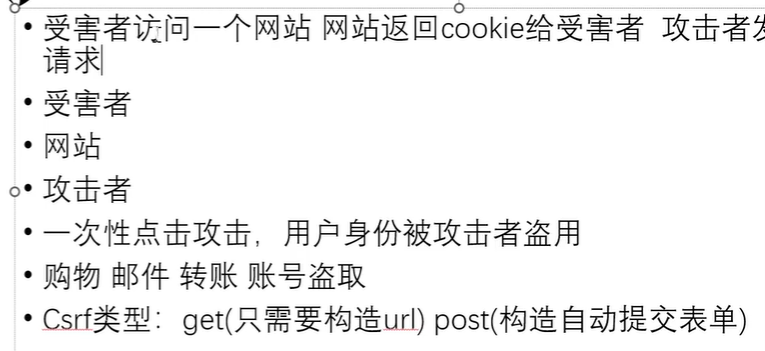 • 受害者访问一个网站 网站返回cookie给受害者 攻击者发
请求
• 受害者
• 网站
• 攻击者
• 一次性点击攻击，用户身份被攻击者盗用
• 购物 邮件 转账 账号盗取
• Csrf类型：get(只需要构造url) post(构造自动提交表单)